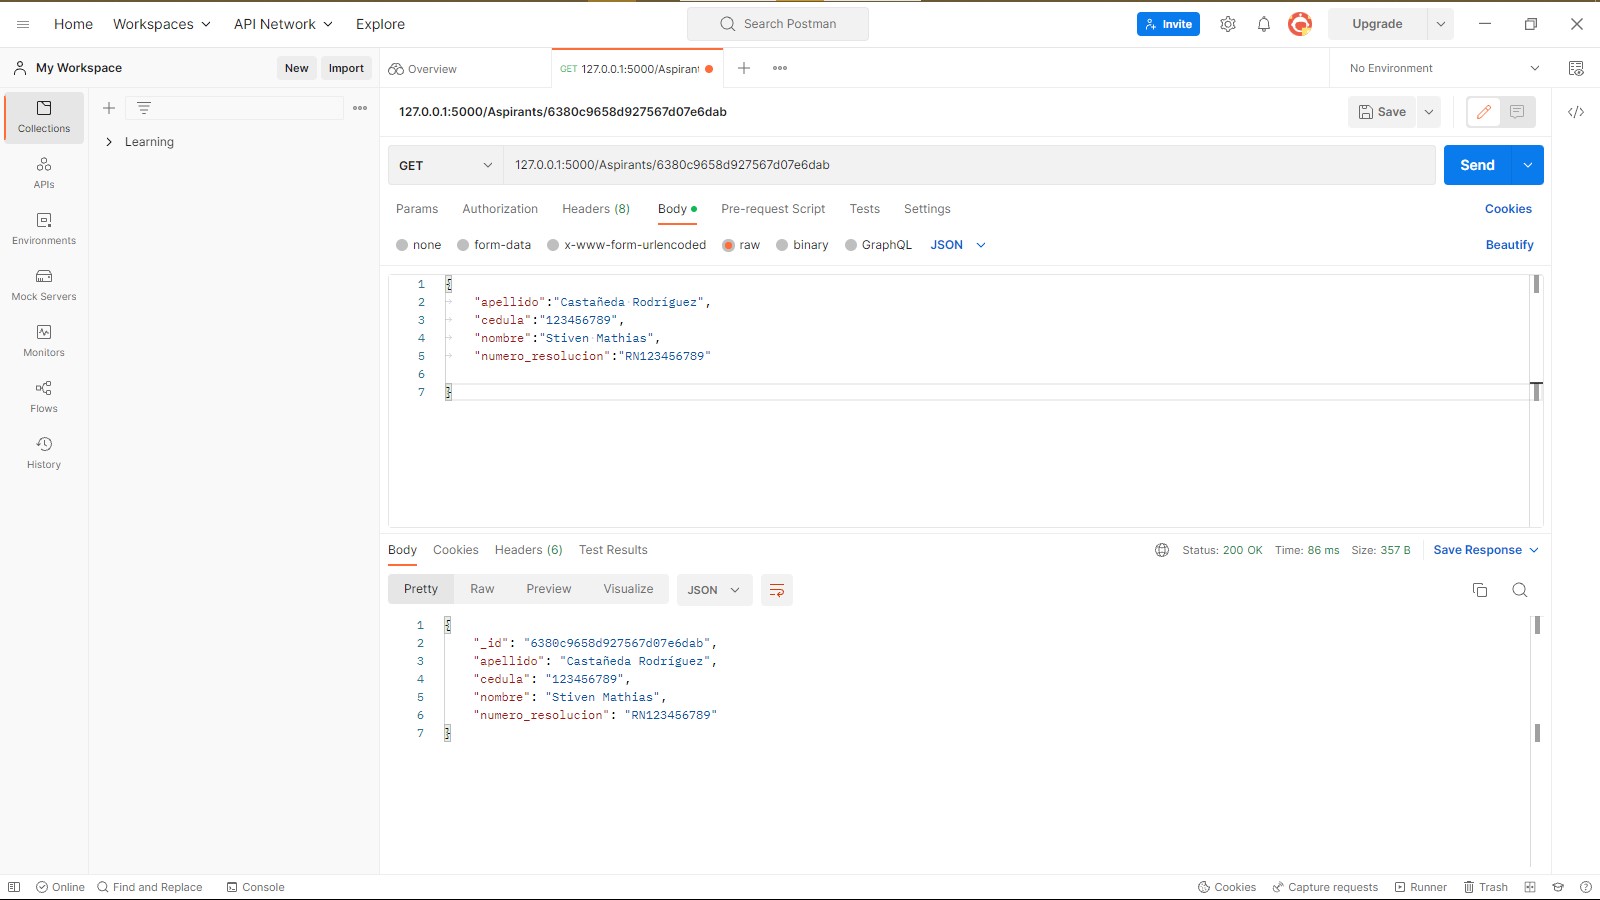 Home Workspaces API Network Explore Search Postman Invite Upgrade
My Workspace New Import Overview GET 127.0.0.1:5000/Aspirant No Environment
Collections
APIs
Environments
Mock Servers
Monitors
Flows
History
Learning
127.0.0.1:5000/Aspirants/6380c9658d927567d07e6dab Save
GET 127.0.0.1:5000/Aspirants/6380c9658d927567d07e6dab Send
Params Authorization Headers (8) Body Pre-request Script Tests Settings Cookies
none form-data x-www-form-urlencoded raw binary GraphQL JSON Beautify
1 {
2 "apellido":"Castañeda Rodríguez",
3 "cedula":"123456789",
4 "nombre":"Stiven Mathias",
5 "numero_resolucion":"RN123456789"
6
7 }
Body Cookies Headers (6) Test Results Status: 200 OK Time: 86 ms Size: 357 B Save Response
Pretty Raw Preview Visualize JSON
1 {
2 "_id": "6380c9658d927567d07e6dab",
3 "apellido": "Castañeda Rodríguez",
4 "cedula": "123456789",
5 "nombre": "Stiven Mathias",
6 "numero_resolucion": "RN123456789"
7 }
Online Find and Replace Console Cookies Capture requests Runner Trash